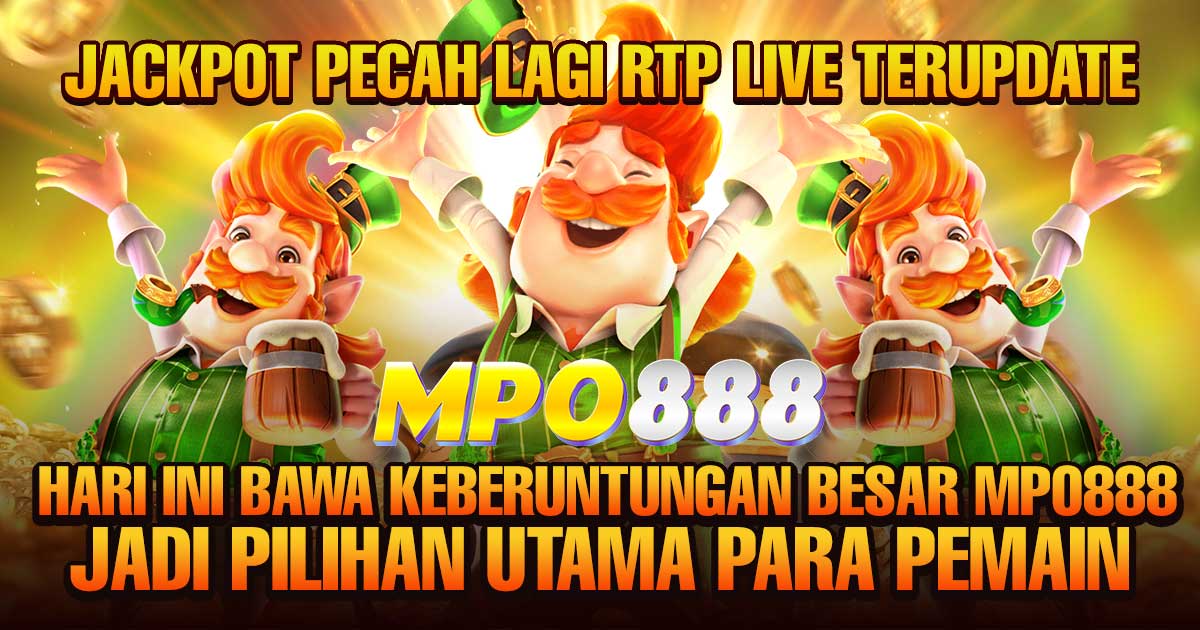 JACKPOT PECAH LAGI RTP LIVE TERUPDATE
MPO888
HARI INI BAWA KEBERUNTUNGAN BESAR MPO888
JADI PILIHAN UTAMA PARA PEMAIN